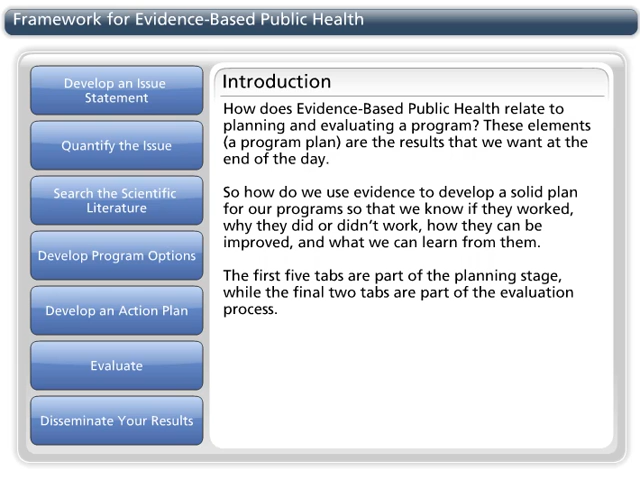 Framework for Evidence-Based Public Health
Develop an Issue
Statement
Quantify the Issue
Search the Scientific
Literature
Develop Program Options
Develop an Action Plan
Evaluate
Disseminate Your Results
Introduction
How does Evidence-Based Public Health relate to
planning and evaluating a program? These elements
(a program plan) are the results that we want at the
end of the day.
So how do we use evidence to develop a solid plan
for our programs so that we know if they worked,
why they did or didn't work, how they can be
improved, and what we can learn from them.
The first five tabs are part of the planning stage,
while the final two tabs are part of the evaluation
process.